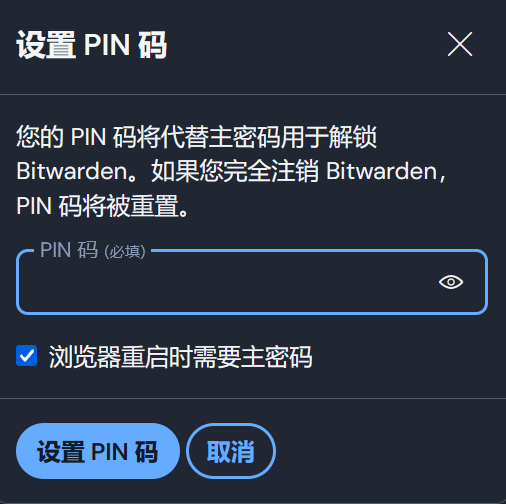 设置 PIN 码
您的 PIN 码将代替主密码用于解锁
Bitwarden。如果您完全注销 Bitwarden，
PIN 码将被重置。
PIN 码 (必填)
浏览器重启时需要主密码
设置 PIN 码 取消